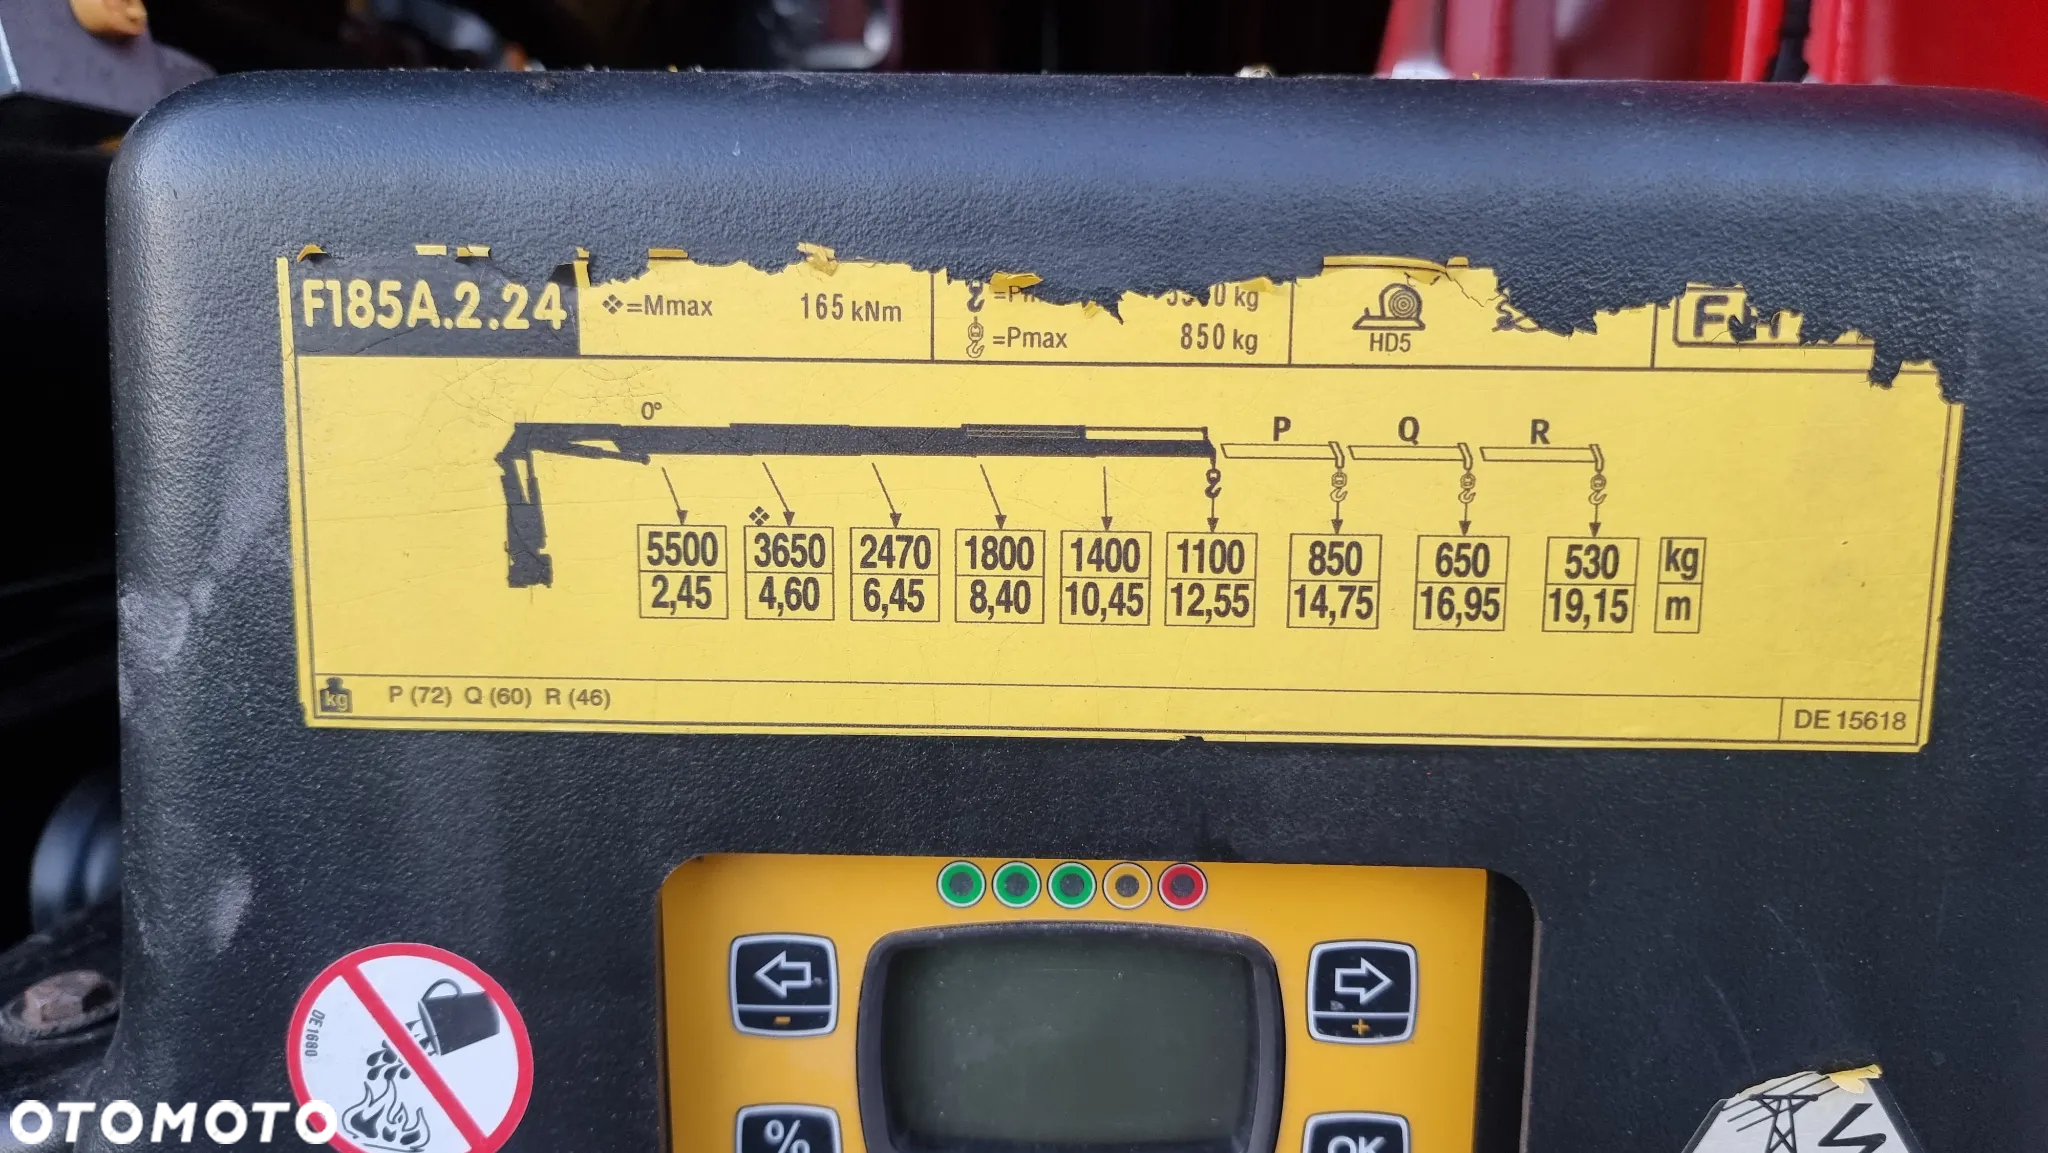 F185A.2.24
❖=Mmax 165 kNm
kg
=Pmax 850 kg
HD5
0°
P Q R
5500 3650 2470 1800 1400 1100 850 650 530 kg
2,45 4,60 6,45 8,40 10,45 12,55 14,75 16,95 19,15 m
kg P (72) Q (60) R (46)
DE 15618
-
+
DE 1680
%
OK
OTOMOTO